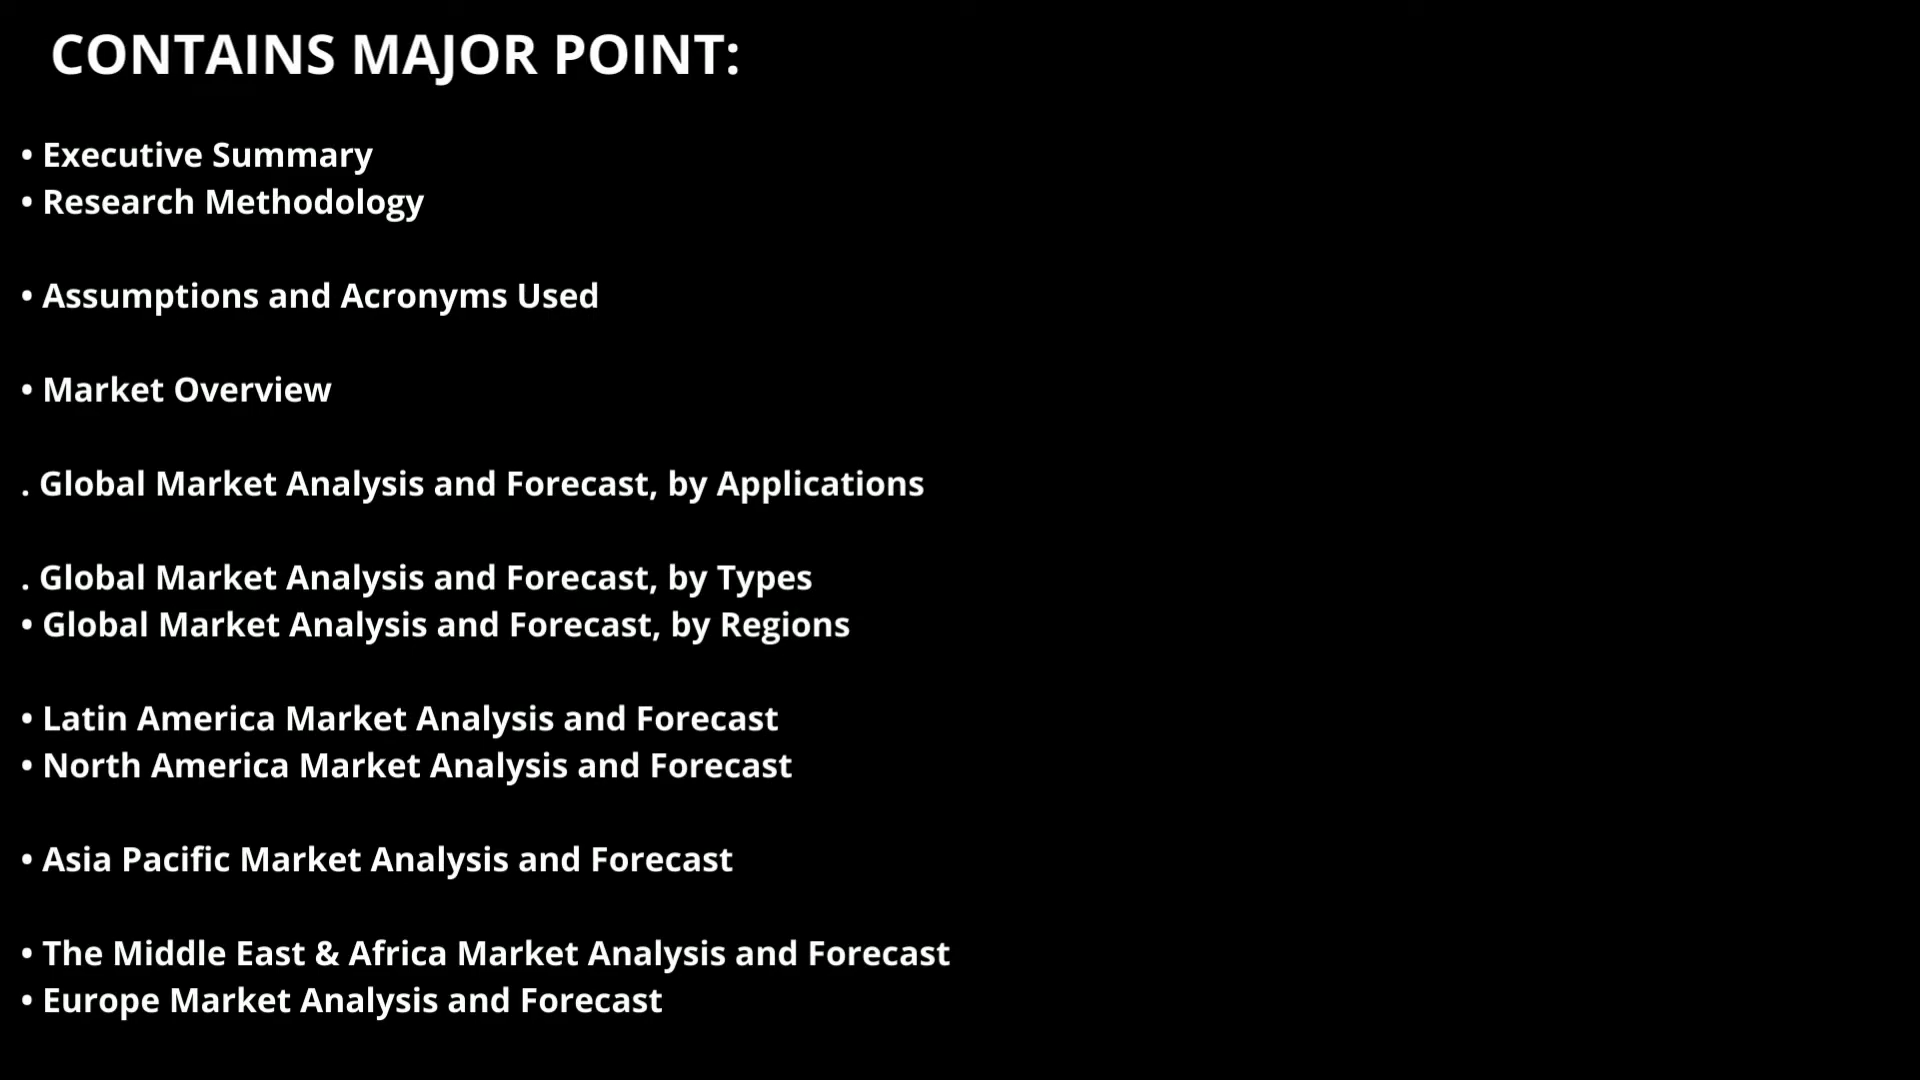 CONTAINS MAJOR POINT:
• Executive Summary
• Research Methodology
• Assumptions and Acronyms Used
• Market Overview
. Global Market Analysis and Forecast, by Applications
. Global Market Analysis and Forecast, by Types
• Global Market Analysis and Forecast, by Regions
• Latin America Market Analysis and Forecast
• North America Market Analysis and Forecast
• Asia Pacific Market Analysis and Forecast
• The Middle East & Africa Market Analysis and Forecast
• Europe Market Analysis and Forecast